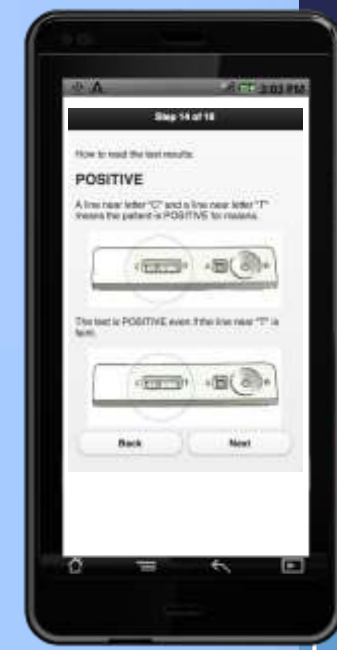 3:03 PM
Step 14 of 16
How to read the test results:
POSITIVE
A line near letter "C" and a line near letter "T"
means the patient is POSITIVE for malaria.
The test is POSITIVE even if the line near "T" is
faint.
Back
Next